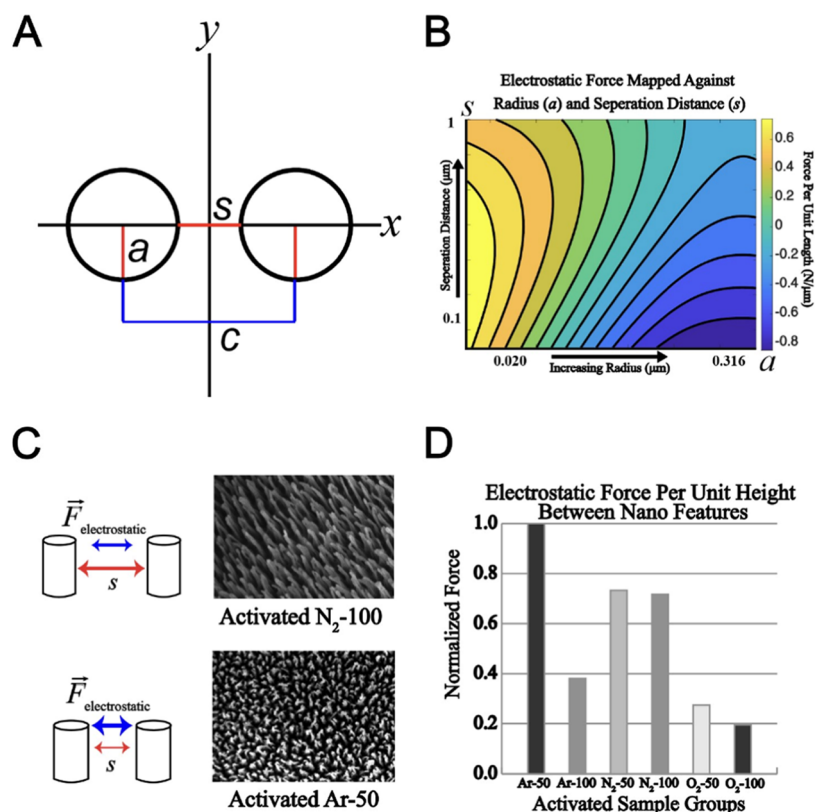 A
y
x
s
a
c
B
Electrostatic Force Mapped Against
Radius (a) and Seperation Distance (s)
s
1
0.1
Seperation Distance (μm)
0.020
Increasing Radius (μm)
0.316
a
0.6
0.4
0.2
0
-0.2
-0.4
-0.6
-0.8
Force Per Unit Length (N/μm)
C
F electrostatic
s
Activated N₂-100
F electrostatic
s
Activated Ar-50
D
Electrostatic Force Per Unit Height
Between Nano Features
Normalized Force
1.0
0.8
0.6
0.4
0.2
0.0
Ar-50 Ar-100 N₂-50 N₂-100 O₂-50 O₂-100
Activated Sample Groups